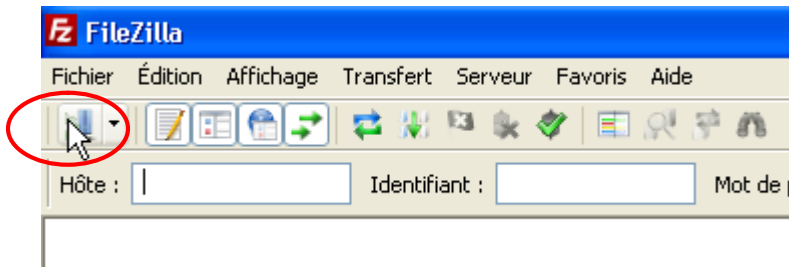 FileZilla
Fichier Édition Affichage Transfert Serveur Favoris Aide
Hôte : Identifiant : Mot de